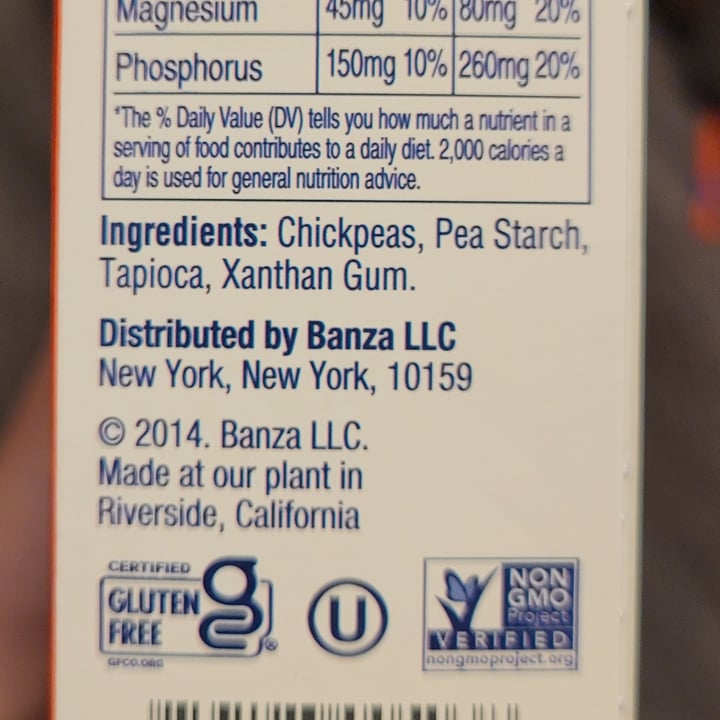 Magnesium 45mg 10% 80mg 20%
Phosphorus 150mg 10% 260mg 20%
*The % Daily Value (DV) tells you how much a nutrient in a
serving of food contributes to a daily diet. 2,000 calories a
day is used for general nutrition advice.
Ingredients: Chickpeas, Pea Starch,
Tapioca, Xanthan Gum.
Distributed by Banza LLC
New York, New York, 10159
© 2014. Banza LLC.
Made at our plant in
Riverside, California
CERTIFIED
GLUTEN
FREE
g®
GFCO.ORG
U
NON
GMO
Project
VERIFIED
nongmoproject.org